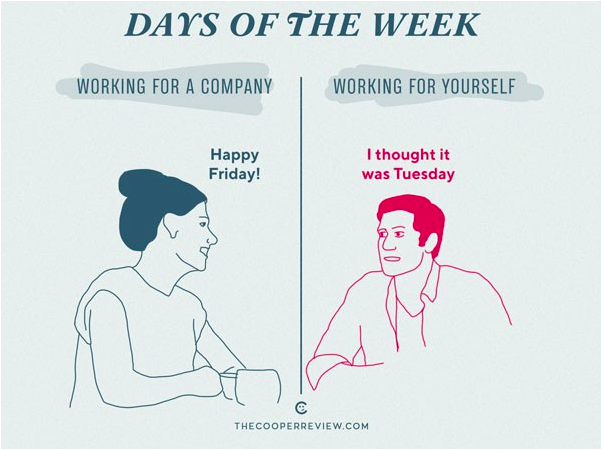 DAYS OF THE WEEK
WORKING FOR A COMPANY
WORKING FOR YOURSELF
Happy
Friday!
I thought it
was Tuesday
THECOOPERREVIEW.COM